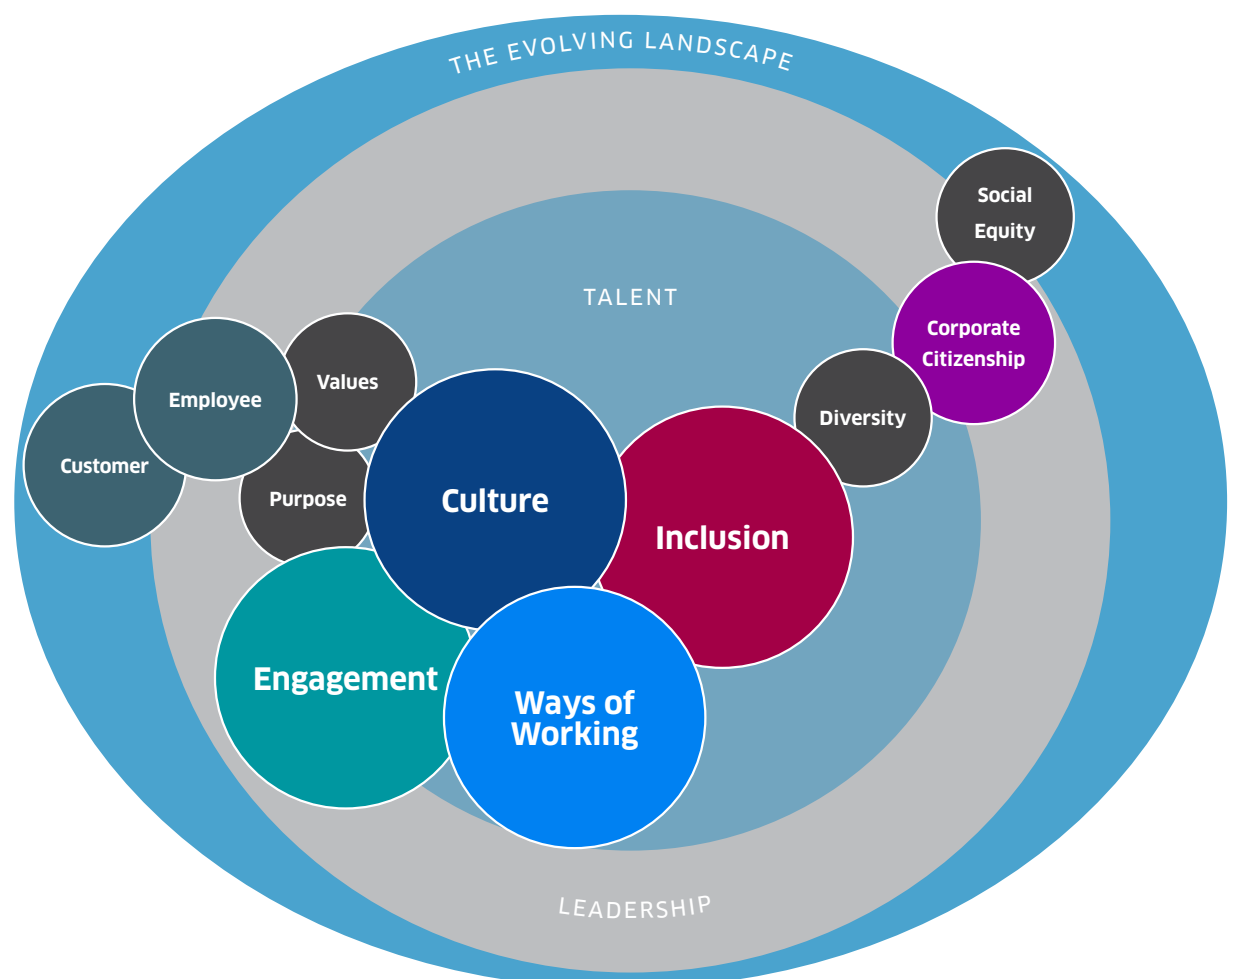 THE EVOLVING LANDSCAPE
Social
Equity
TALENT
Corporate
Citizenship
Values
Employee
Diversity
Customer
Purpose
Culture
Inclusion
Engagement
Ways of
Working
LEADERSHIP